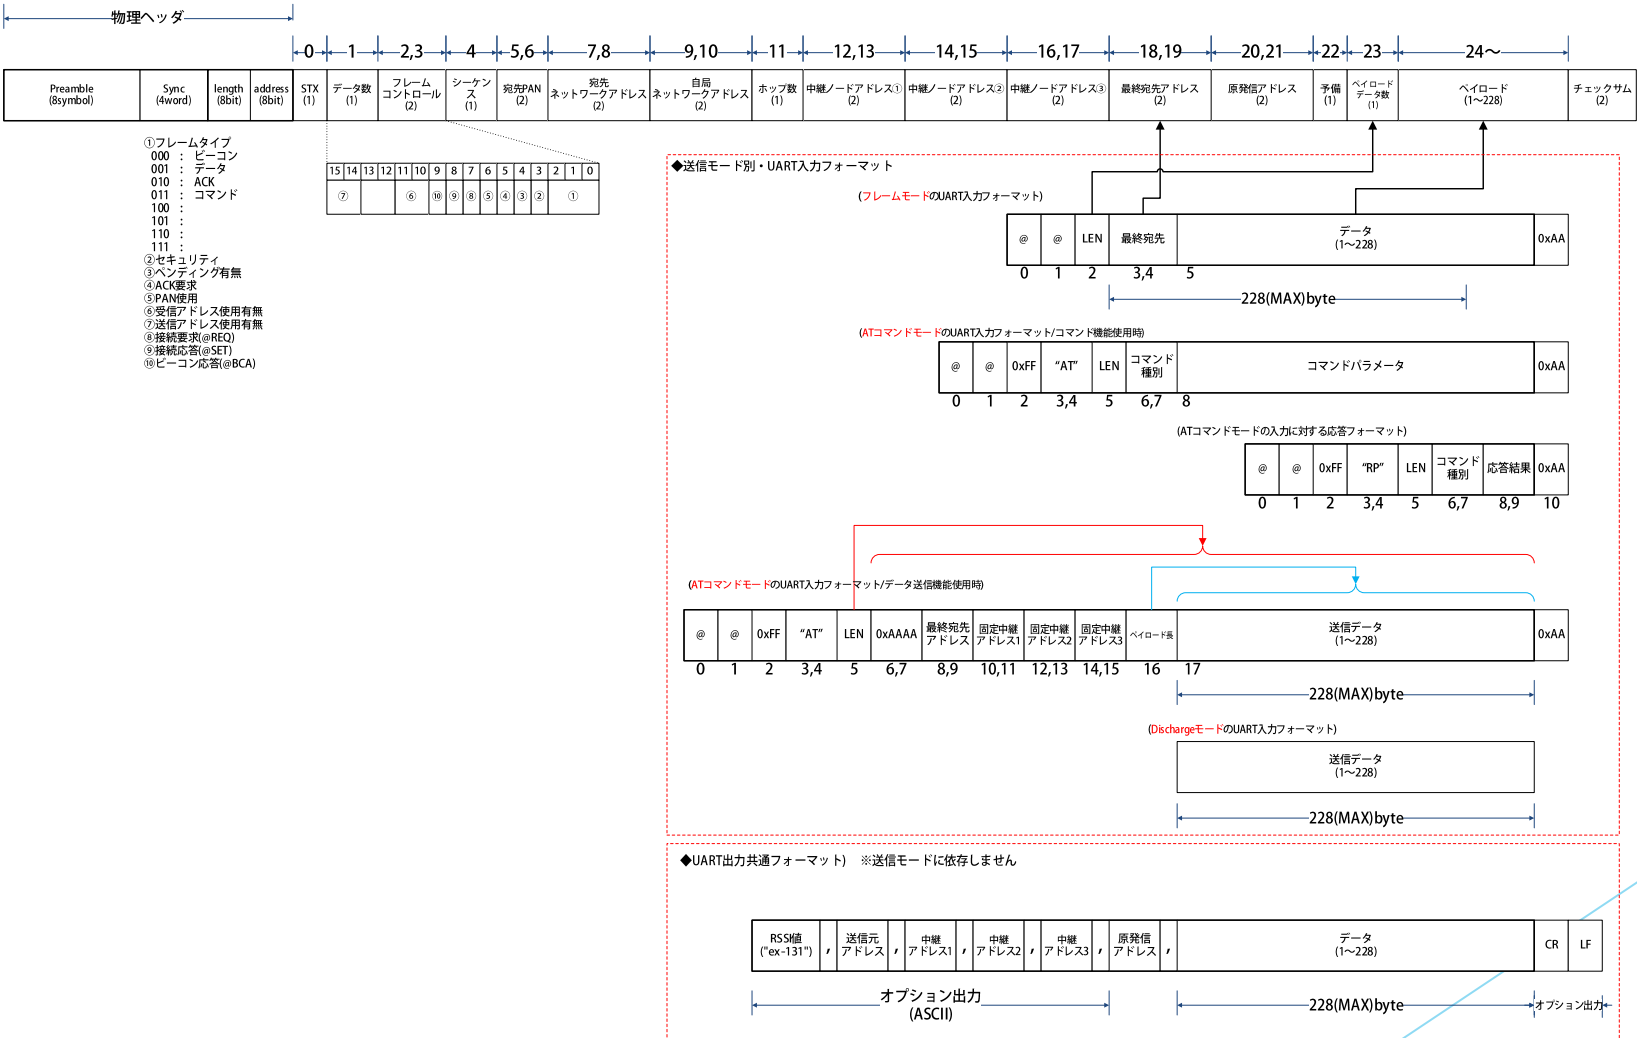 物理ヘッダ
0 1 2,3 4 5,6 7,8 9,10 11 12,13 14,15 16,17 18,19 20,21 22 23 24～
Preamble
(8symbol)
Sync
(4word)
length
(8bit)
address
(8bit)
STX
(1)
データ数
(1)
フレーム
コントロール
(2)
シーケン
ス
(1)
宛先PAN
(2)
宛先
ネットワークアドレス
(2)
自局
ネットワークアドレス
(2)
ホップ数
(1)
中継ノードアドレス①
(2)
中継ノードアドレス②
(2)
中継ノードアドレス③
(2)
最終宛先アドレス
(2)
原発信アドレス
(2)
予備
(1)
ペイロード
データ数
(1)
ペイロード
(1～228)
チェックサム
(2)
①フレームタイプ
000 : ビーコン
001 : データ
010 : ACK
011 : コマンド
100 :
101 :
110 :
111 :
②セキュリティ
③ペンディング有無
④ACK要求
⑤PAN使用
⑥受信アドレス使用有無
⑦送信アドレス使用有無
⑧接続要求(@REQ)
⑨接続応答(@SET)
⑩ビーコン応答(@BCA)
15 14 13 12 11 10 9 8 7 6 5 4 3 2 1 0
⑦ ⑥ ⑩ ⑨ ⑧ ⑤ ④ ③ ② ①
◆送信モード別・UART入力フォーマット
(フレームモードのUART入力フォーマット)
@ @ LEN 最終宛先 データ
(1～228)
0xAA
0 1 2 3,4 5
228(MAX)byte
(ATコマンドモードのUART入力フォーマット/コマンド機能使用時)
@ @ 0xFF “AT” LEN コマンド
種別
コマンドパラメータ 0xAA
0 1 2 3,4 5 6,7 8
(ATコマンドモードの入力に対する応答フォーマット)
@ @ 0xFF “RP” LEN コマンド
種別
応答結果 0xAA
0 1 2 3,4 5 6,7 8,9 10
(ATコマンドモードのUART入力フォーマット/データ送信機能使用時)
@ @ 0xFF “AT” LEN 0xAAAA 最終宛先
アドレス
固定中継
アドレス1
固定中継
アドレス2
固定中継
アドレス3
ペイロード長
送信データ
(1～228)
0xAA
0 1 2 3,4 5 6,7 8,9 10,11 12,13 14,15 16 17
228(MAX)byte
(DischargeモードのUART入力フォーマット)
送信データ
(1～228)
228(MAX)byte
◆UART出力共通フォーマット) ※送信モードに依存しません
RSSI値
("ex-131")
,
送信元
アドレス
,
中継
アドレス1
,
中継
アドレス2
,
中継
アドレス3
,
原発信
アドレス
,
データ
(1～228)
CR LF
オプション出力
(ASCII)
228(MAX)byte
オプション出力